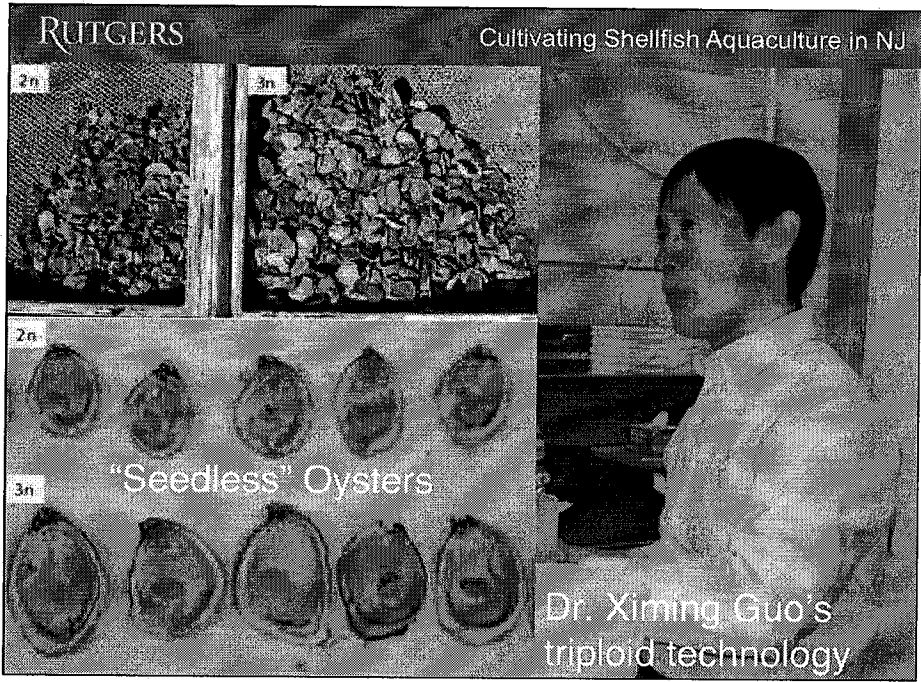 RUTGERS
Cultivating Shellfish Aquaculture in NJ
2n
3n
2n
"Seedless" Oysters
3n
Dr. Ximing Guo's
triploid technology